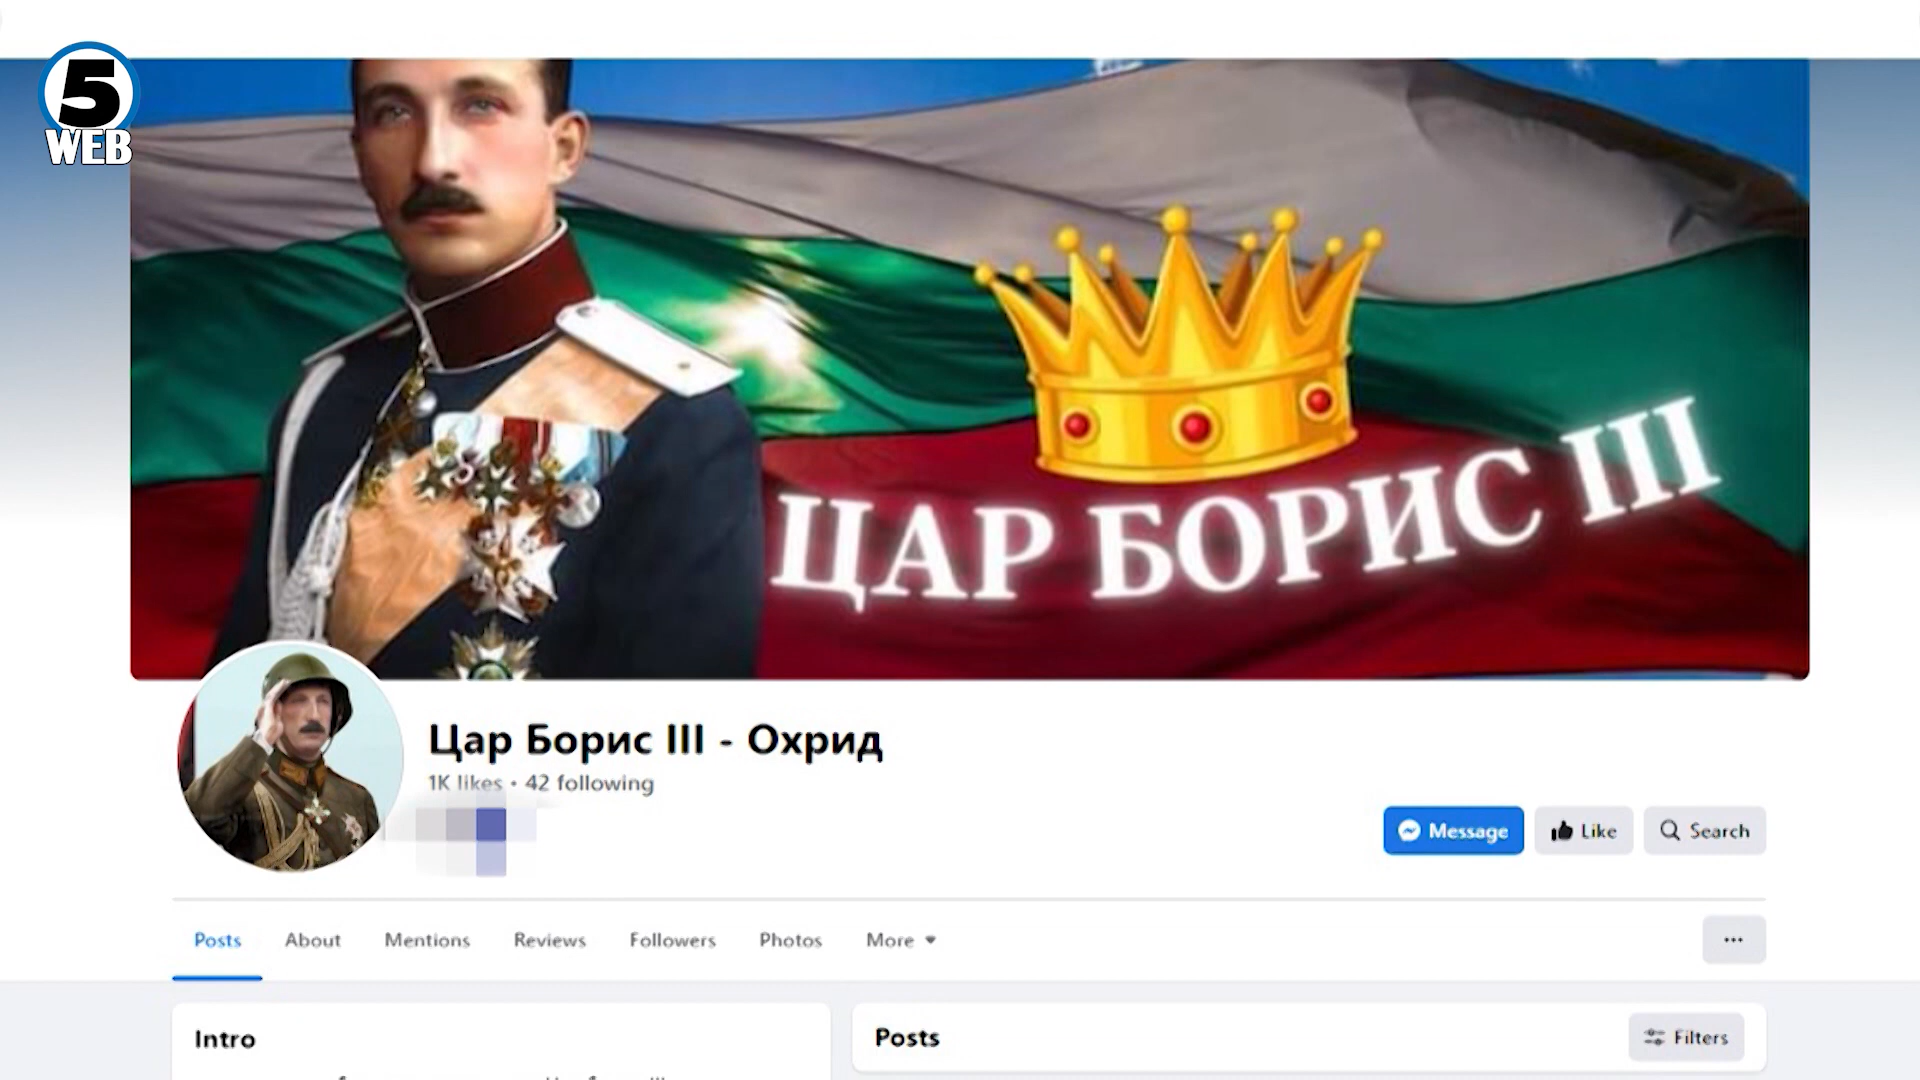 5
WEB
ЦАР БОРИС III
Цар Борис III - Охрид
1K likes • 42 following
Message
Like
Search
Posts
About
Mentions
Reviews
Followers
Photos
More
Intro
Posts
Filters